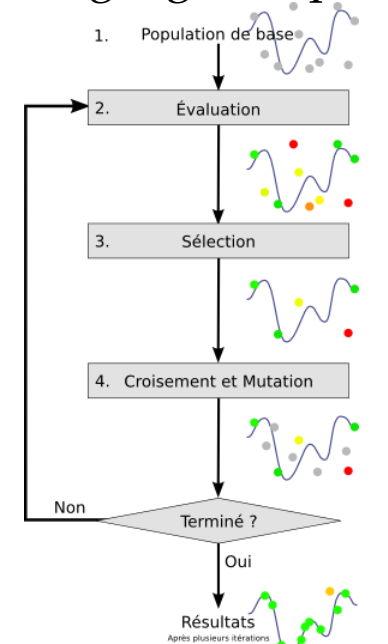 1. Population de base
2. Évaluation
3. Sélection
4. Croisement et Mutation
Non
Terminé ?
Oui
Résultats
Après plusieurs itérations